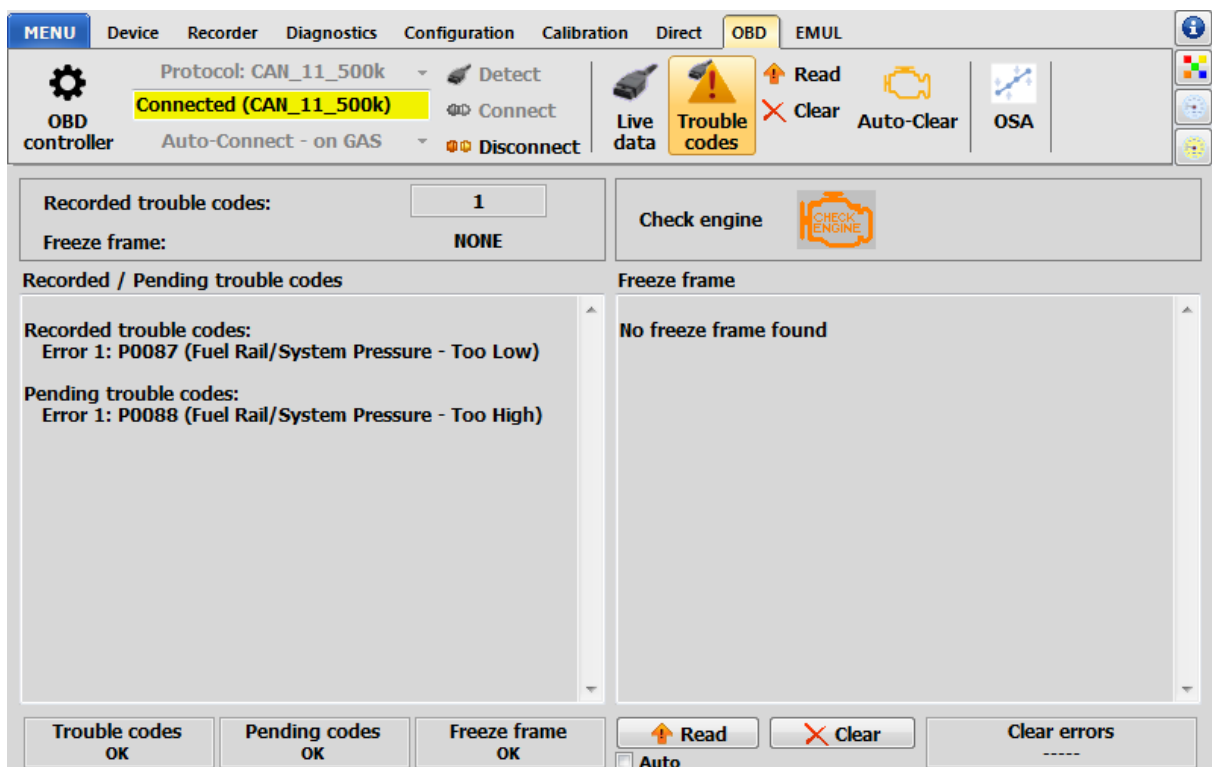 MENU Device Recorder Diagnostics Configuration Calibration Direct OBD EMUL
OBD controller
Protocol: CAN_11_500k
Connected (CAN_11_500k)
Auto-Connect - on GAS
Detect
Connect
Disconnect
Live data
Trouble codes
Read
Clear
Auto-Clear
OSA
Recorded trouble codes: 1
Freeze frame: NONE
Check engine
CHECK
ENGINE
Recorded / Pending trouble codes
Recorded trouble codes:
Error 1: P0087 (Fuel Rail/System Pressure - Too Low)
Pending trouble codes:
Error 1: P0088 (Fuel Rail/System Pressure - Too High)
Freeze frame
No freeze frame found
Trouble codes
OK
Pending codes
OK
Freeze frame
OK
Read
Clear
Auto
Clear errors
-----